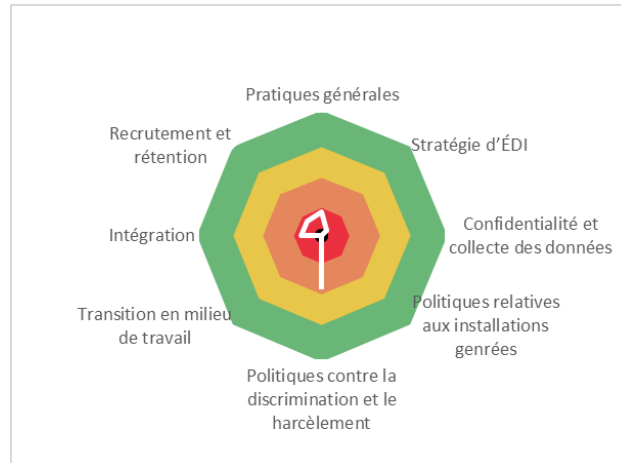 Pratiques générales
Recrutement et
rétention
Stratégie d’ÉDI
Intégration
Confidentialité et
collecte des données
Transition en milieu
de travail
Politiques relatives
aux installations
genrées
Politiques contre la
discrimination et le
harcèlement